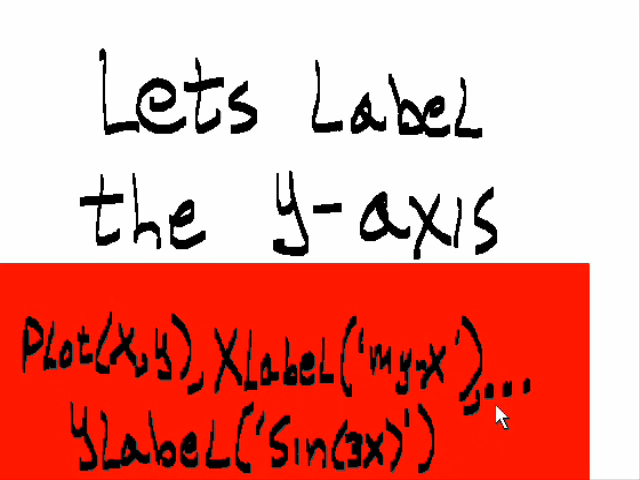 Lets Label
the y-axis
Plot(x,y), xLabel('my-x'),...
yLabel('Sin(3x)')